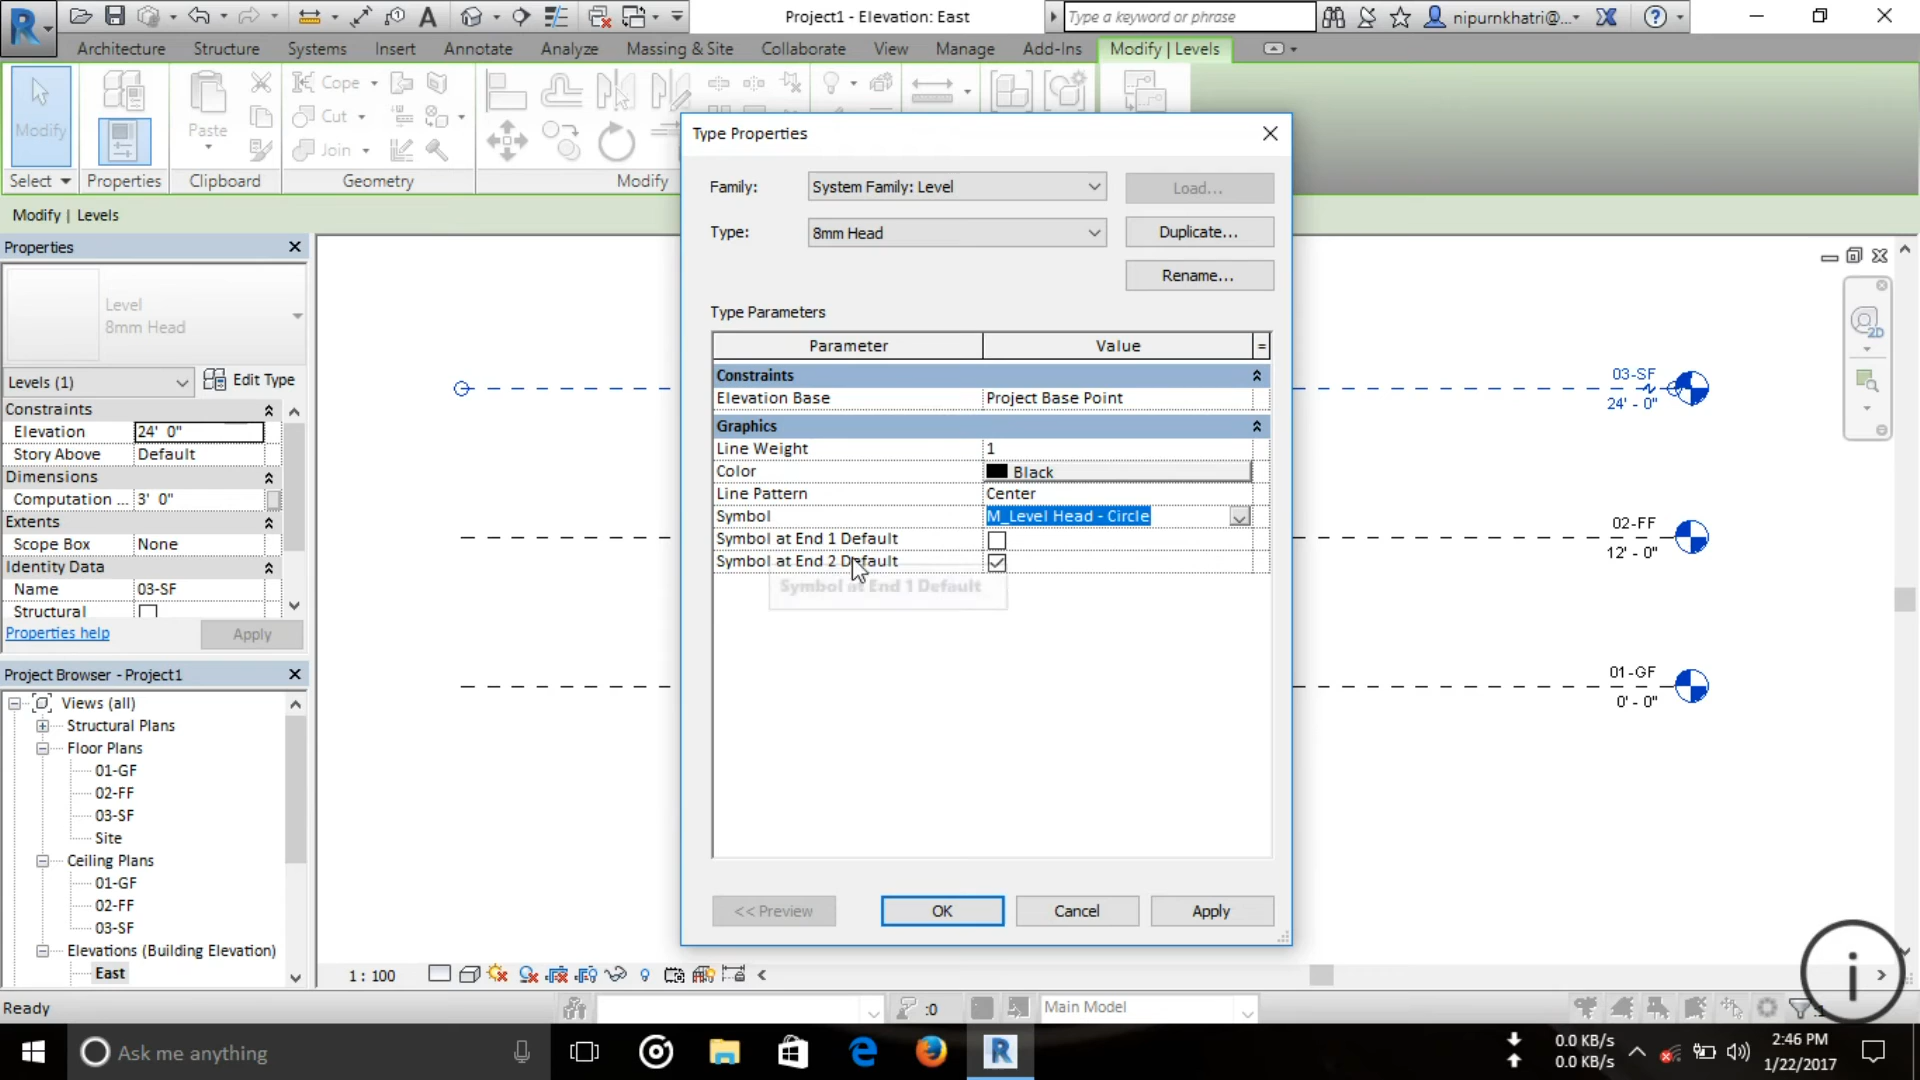 Project1 - Elevation: East
Type a keyword or phrase
nipurnkhatri@...
Architecture Structure Systems Insert Annotate Analyze Massing & Site Collaborate View Manage Add-Ins Modify | Levels
Modify
Paste
Cope
Cut
Join
Select Properties Clipboard Geometry Modify
Modify | Levels
Properties
Level
8mm Head
Levels (1)
Edit Type
Constraints
Elevation 24' 0"
Story Above Default
Dimensions
Computation ... 3' 0"
Extents
Scope Box None
Identity Data
Name 03-SF
Structural
Properties help
Apply
Project Browser - Project1
Views (all)
Structural Plans
Floor Plans
01-GF
02-FF
03-SF
Site
Ceiling Plans
01-GF
02-FF
03-SF
Elevations (Building Elevation)
East
Type Properties
Family: System Family: Level Load...
Type: 8mm Head Duplicate...
Rename...
Type Parameters
Parameter Value =
Constraints
Elevation Base Project Base Point
Graphics
Line Weight 1
Color Black
Line Pattern Center
Symbol M_Level Head - Circle
Symbol at End 1 Default
Symbol at End 2 Default
Symbol at End 1 Default
<< Preview OK Cancel Apply
03-SF
24' - 0"
02-FF
12' - 0"
01-GF
0' - 0"
2D
1 : 100
i
Ready
:0
Main Model
:1
Ask me anything
0.0 KB/s
0.0 KB/s
2:46 PM
1/22/2017